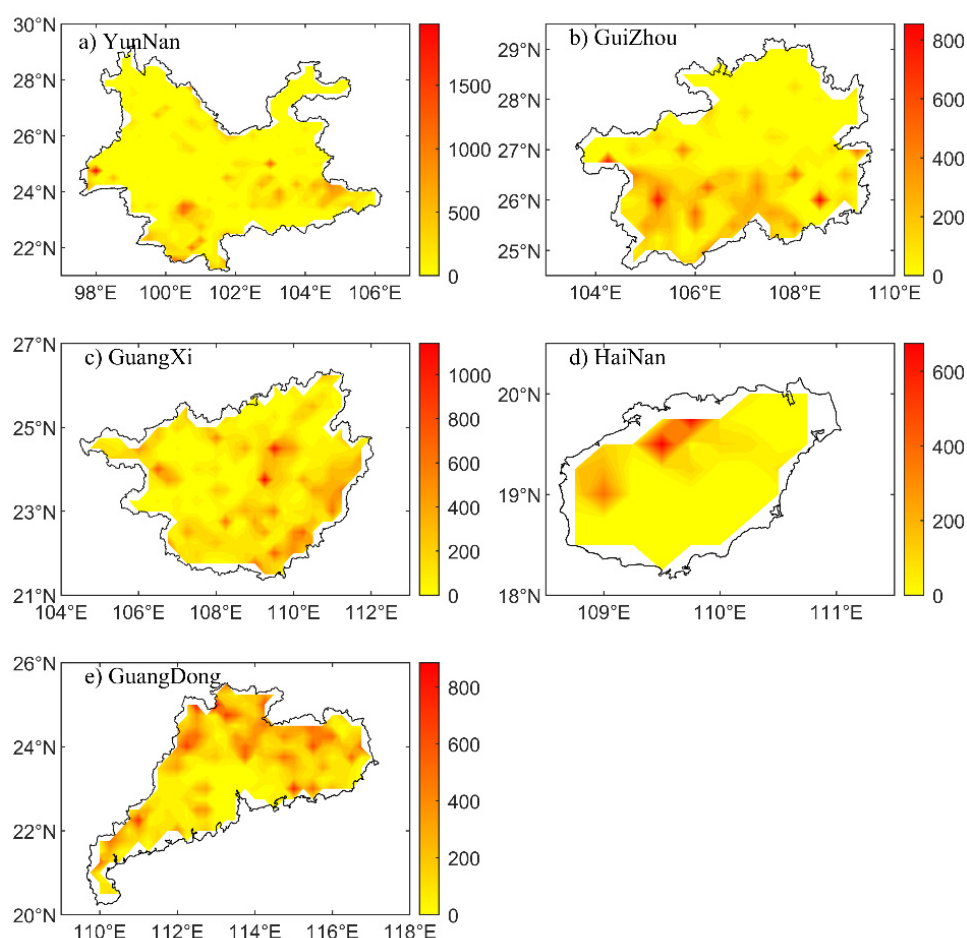 a) YunNan
30°N
28°N
26°N
24°N
22°N
98°E 100°E 102°E 104°E 106°E
1500
1000
500
0
b) GuiZhou
29°N
28°N
27°N
26°N
25°N
104°E 106°E 108°E 110°E
800
600
400
200
0
c) GuangXi
27°N
25°N
23°N
21°N
104°E 106°E 108°E 110°E 112°E
1000
800
600
400
200
0
d) HaiNan
20°N
19°N
18°N
109°E 110°E 111°E
600
400
200
0
e) GuangDong
26°N
24°N
22°N
20°N
110°E 112°E 114°E 116°E 118°E
800
600
400
200
0